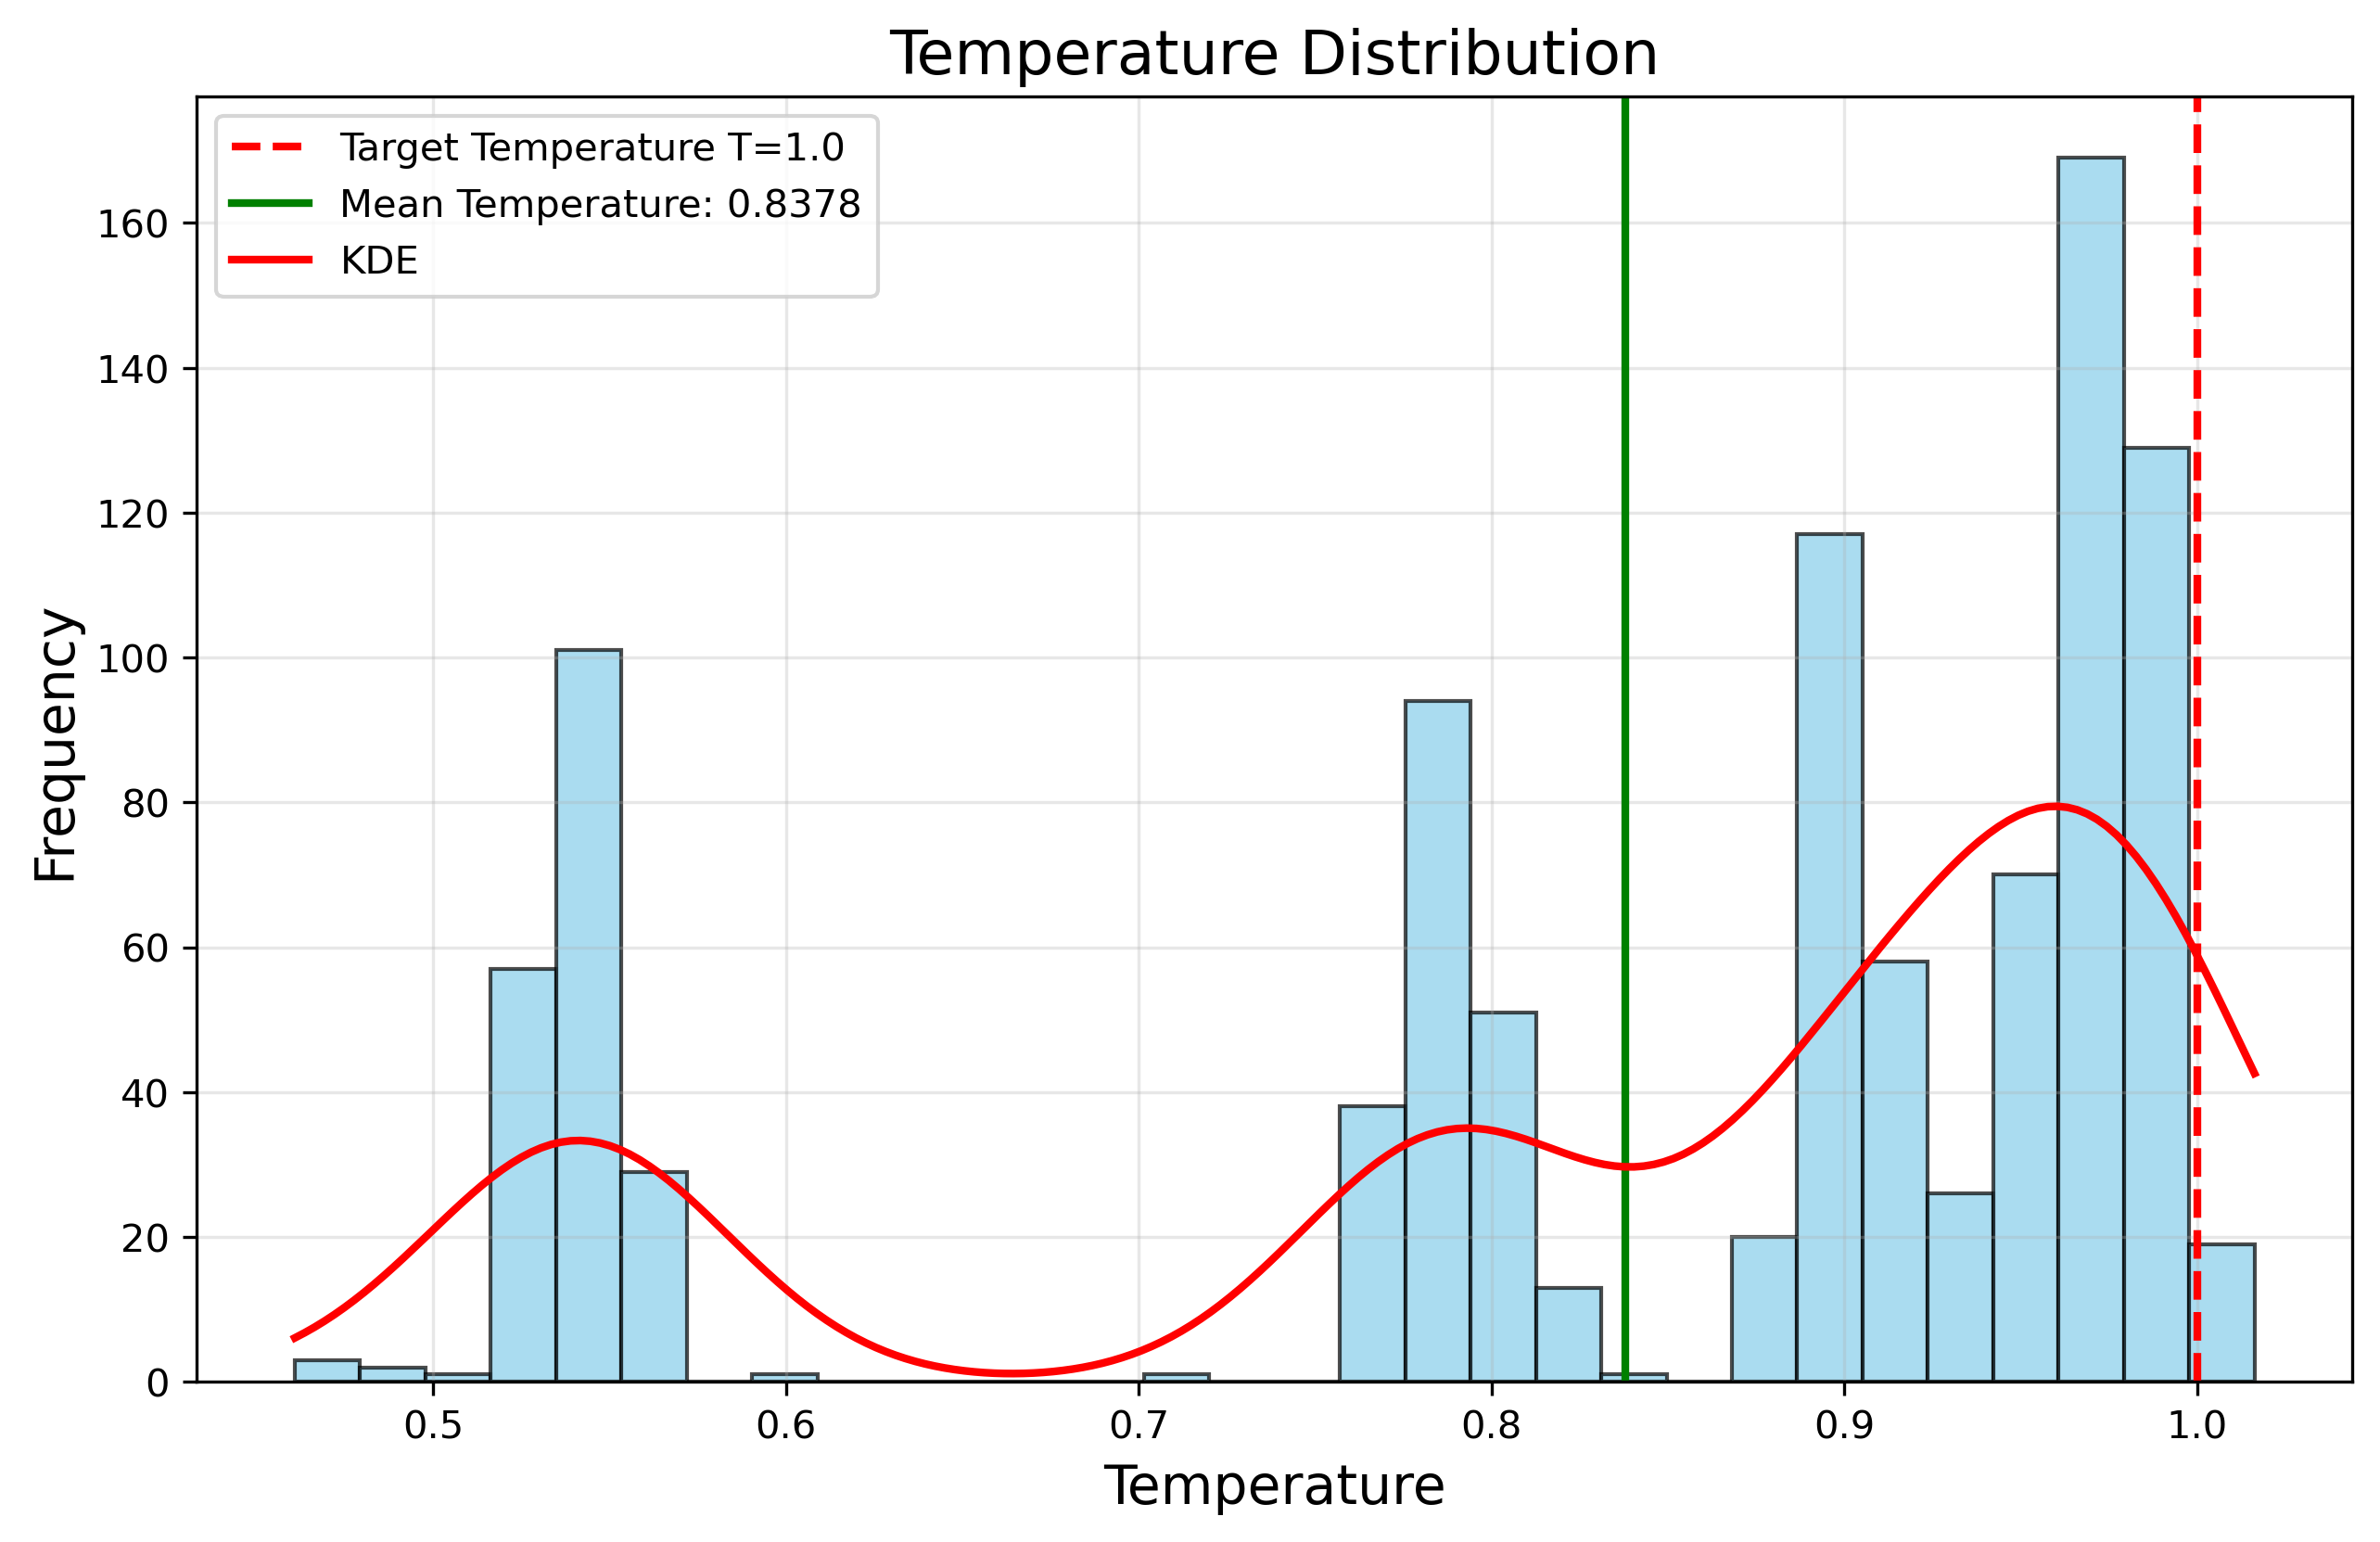 Temperature Distribution
Target Temperature T=1.0
Mean Temperature: 0.8378
KDE
Frequency
160
140
120
100
80
60
40
20
0
0.5 0.6 0.7 0.8 0.9 1.0
Temperature